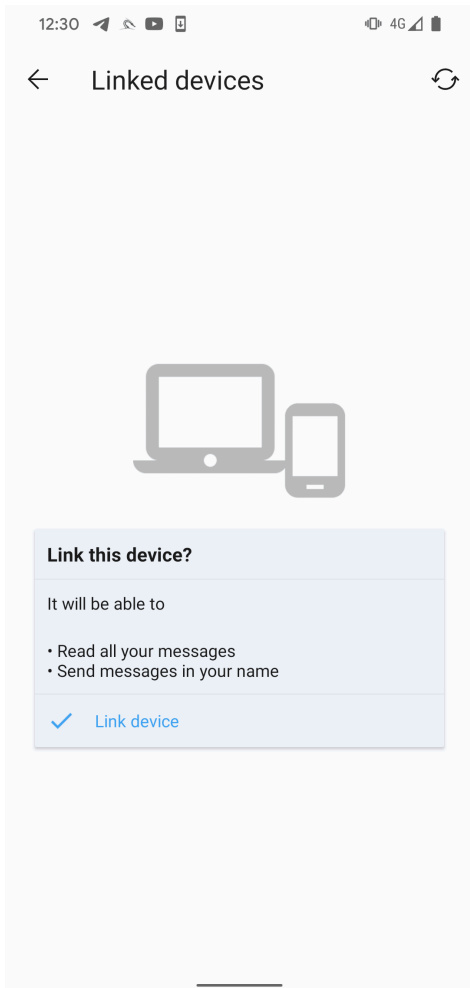 12:30
4G
Linked devices
Link this device?
It will be able to
• Read all your messages
• Send messages in your name
Link device